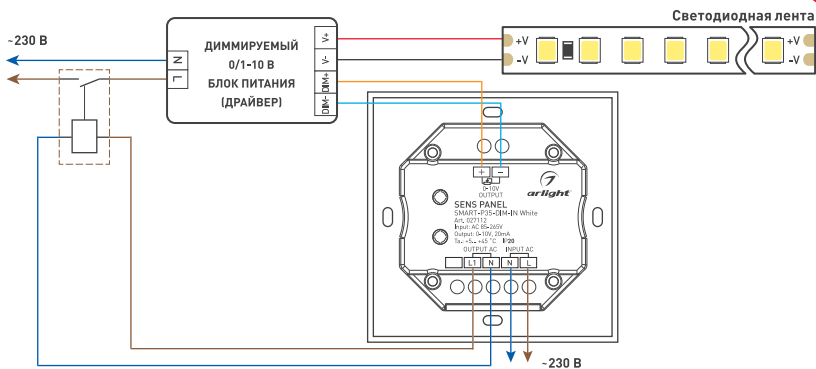 Светодиодная лента
~230 В
N
L
ДИММИРУЕМЫЙ
0/1-10 В
БЛОК ПИТАНИЯ
(ДРАЙВЕР)
V+
V-
DIM+
DIM-
+V
-V
+V
-V
+ -
0-10V
OUTPUT
arlight
SENS PANEL
SMART-P35-DIM-IN White
Art. 027112
Input: AC 85-265V
Output: 0-10V, 20mA
Ta.: +5... +45 °C IP20
OUTPUT AC INPUT AC
L1 N N L
~230 В